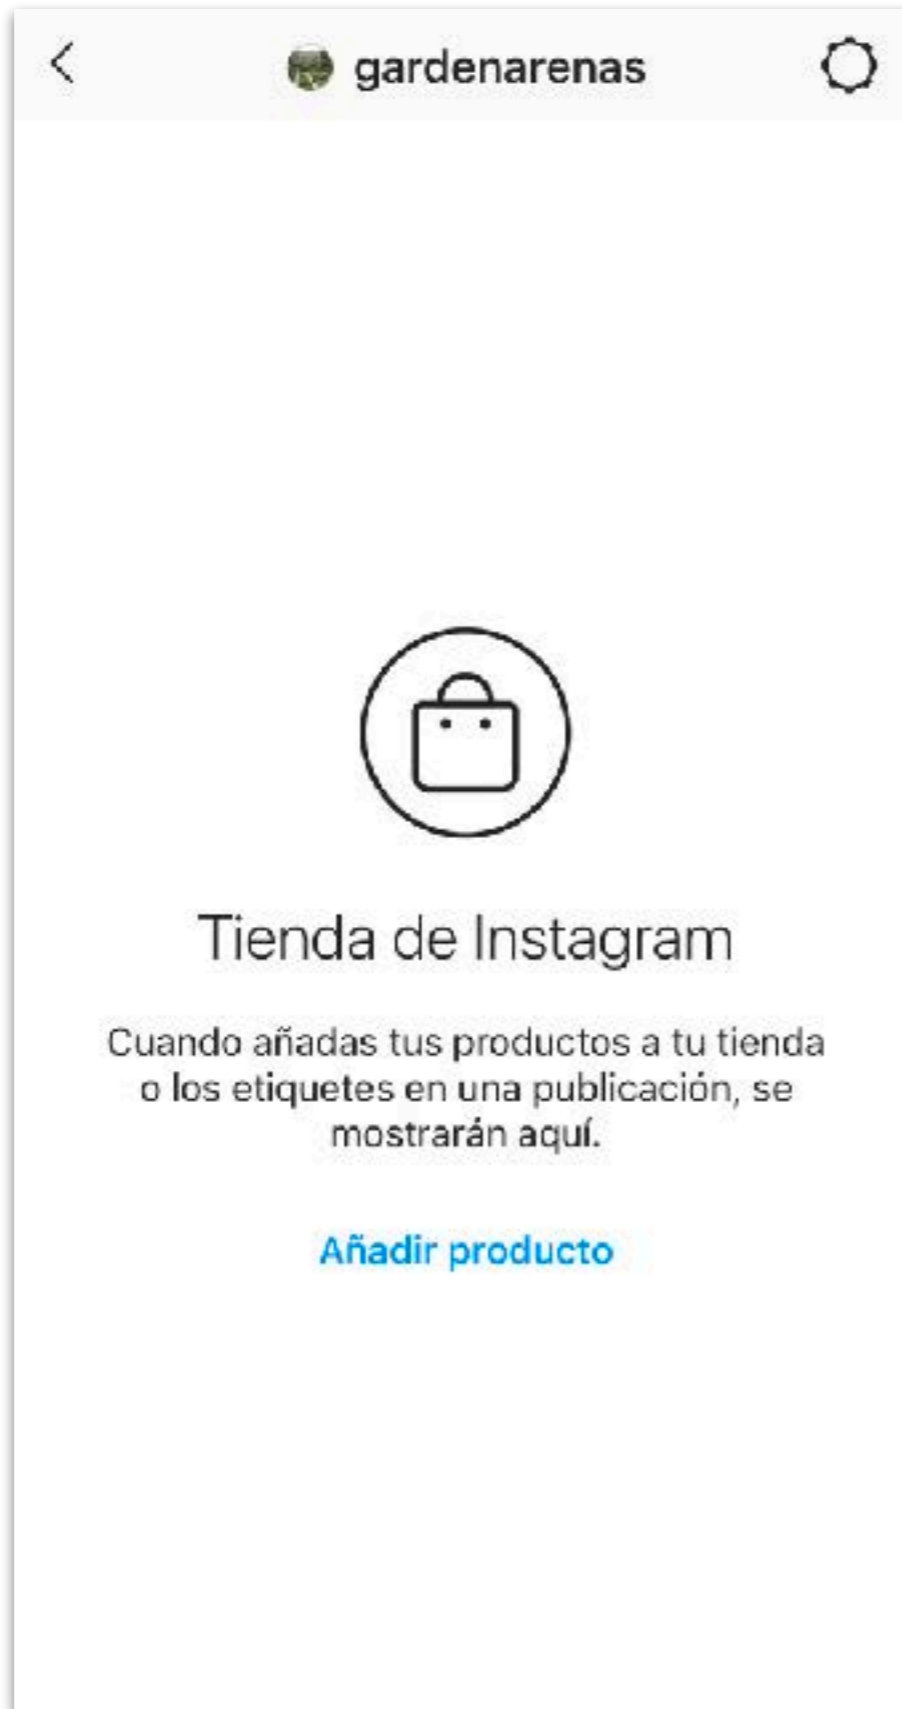 gardenarenas
Tienda de Instagram
Cuando añadas tus productos a tu tienda
o los etiquetes en una publicación, se
mostrarán aquí.
Añadir producto